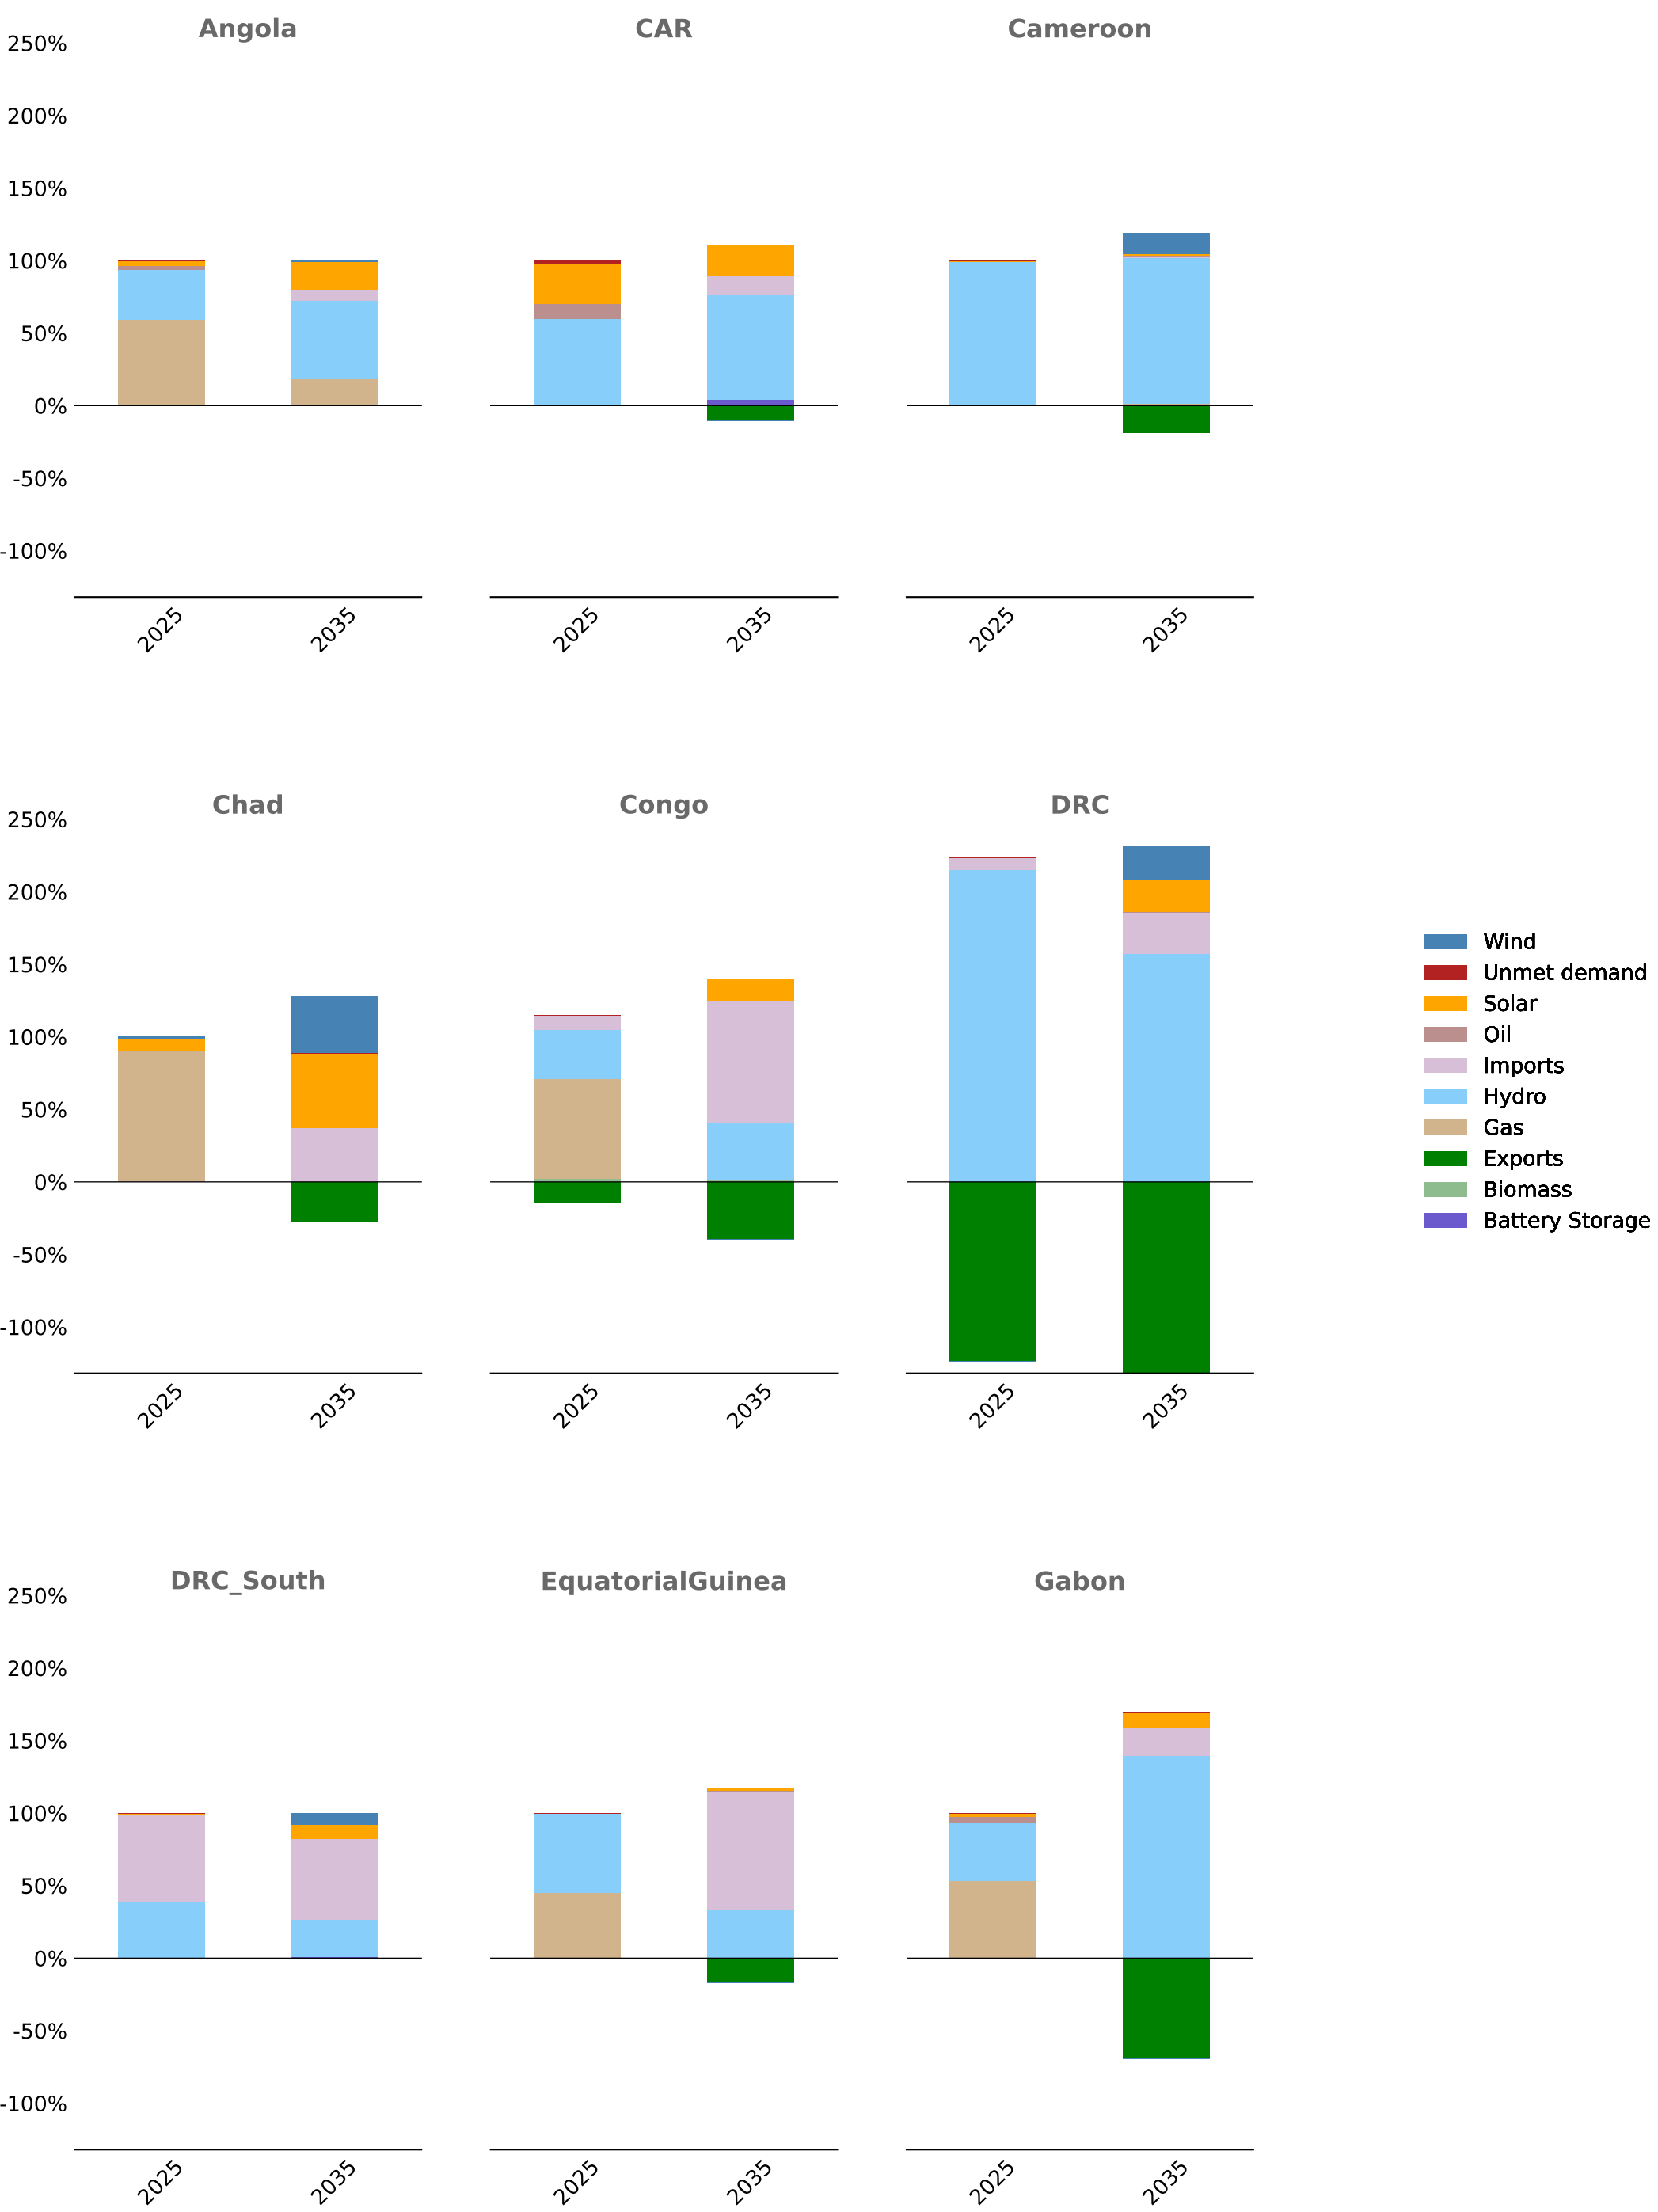 Angola CAR Cameroon
250%
200%
150%
100%
50%
0%
-50%
-100%
2025 2035 2025 2035 2025 2035
Chad Congo DRC
250%
200%
150%
100%
50%
0%
-50%
-100%
2025 2035 2025 2035 2025 2035
Wind
Unmet demand
Solar
Oil
Imports
Hydro
Gas
Exports
Biomass
Battery Storage
DRC_South EquatorialGuinea Gabon
250%
200%
150%
100%
50%
0%
-50%
-100%
2025 2035 2025 2035 2025 2035